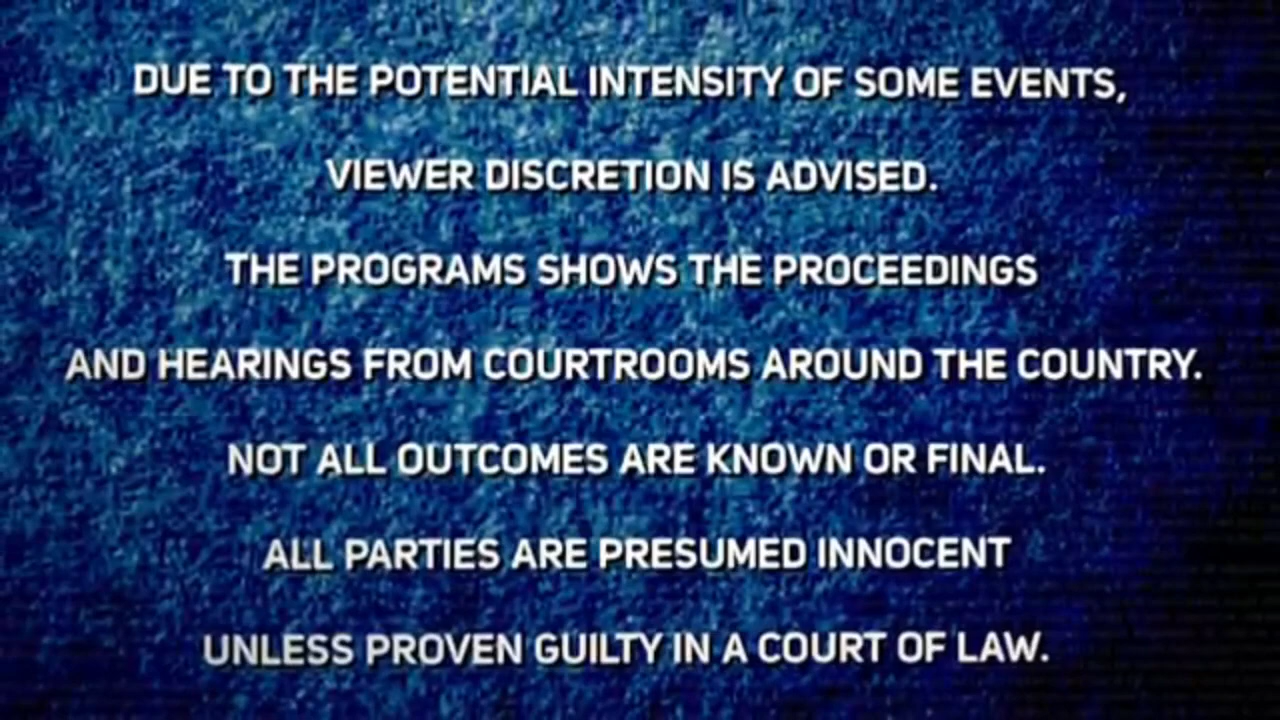 DUE TO THE POTENTIAL INTENSITY OF SOME EVENTS,
VIEWER DISCRETION IS ADVISED.
THE PROGRAMS SHOWS THE PROCEEDINGS
AND HEARINGS FROM COURTROOMS AROUND THE COUNTRY.
NOT ALL OUTCOMES ARE KNOWN OR FINAL.
ALL PARTIES ARE PRESUMED INNOCENT
UNLESS PROVEN GUILTY IN A COURT OF LAW.